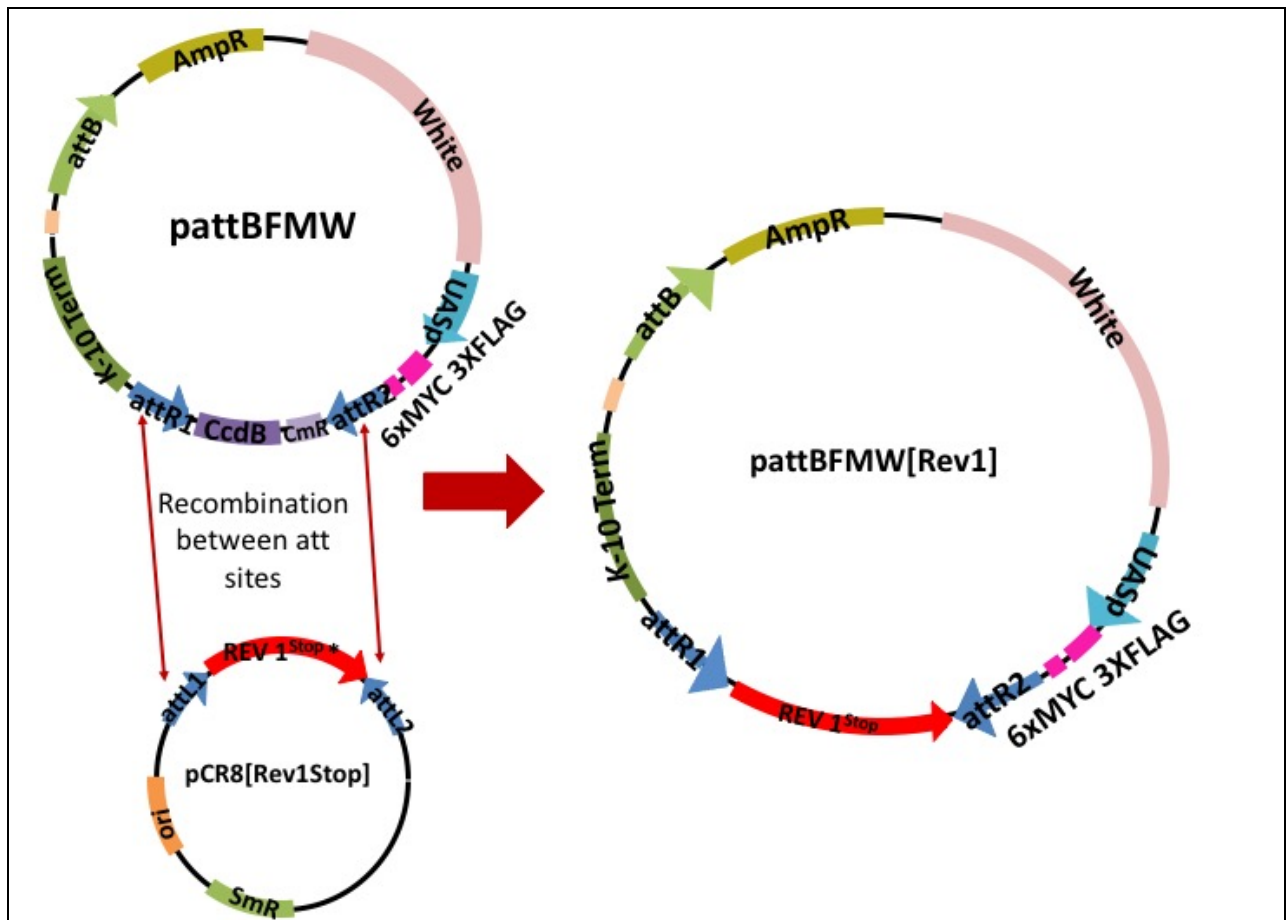 AmpR
White
attB
pattBFMW
UASp
K-10 Term
attR1
CcdB
CmR
attR2
6xMYC 3XFLAG
Recombination
between att
sites
REV 1Stop *
attL1
attL2
pCR8[Rev1Stop]
ori
SmR
AmpR
White
attB
pattBFMW[Rev1]
K-10 Term
UASp
attR1
REV 1Stop
attR2
6xMYC 3XFLAG